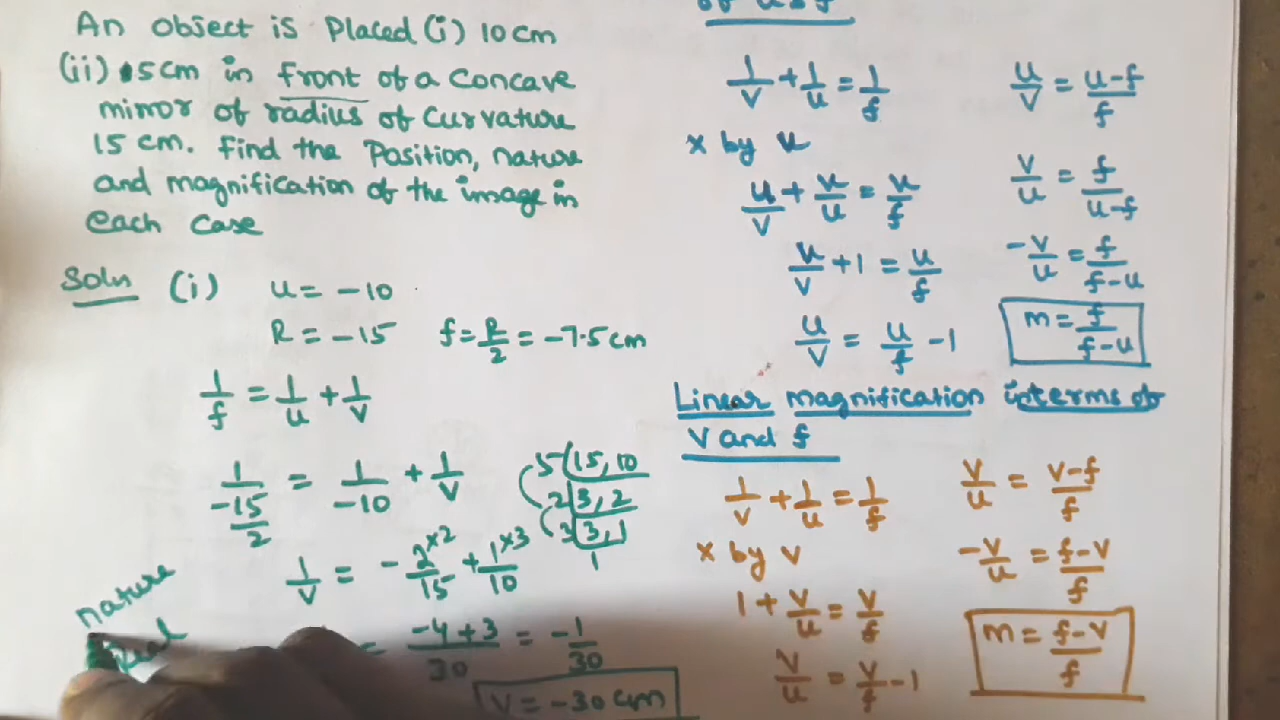 An object is Placed (i) 10 cm
(ii) 5 cm in front of a Concave
mirror of radius of Curvature
15 cm. Find the Position, nature
and magnification of the image in
each Case
Soln (i) u = -10
R = -15 f = R/2 = -7.5 cm
1/f = 1/u + 1/v
1/(-15/2) = 1/-10 + 1/v
5 | 15, 10
2 | 3, 2
3 | 3, 1
1
1/v = -2/15 ×2 + 1/10 ×3
= (-4 + 3)/30 = -1/30
V = -30 cm
nature
1/v + 1/u = 1/f
× by u
u/v + u/u = u/f
u/v + 1 = u/f
u/v = u/f - 1
u/v = (u-f)/f
v/u = f/(u-f)
-v/u = f/(f-u)
m = f/(f-u)
Linear magnification interms of
V and f
1/v + 1/u = 1/f
× by v
1 + v/u = v/f
v/u = v/f - 1
v/u = (v-f)/f
-v/u = (f-v)/f
m = (f-v)/f